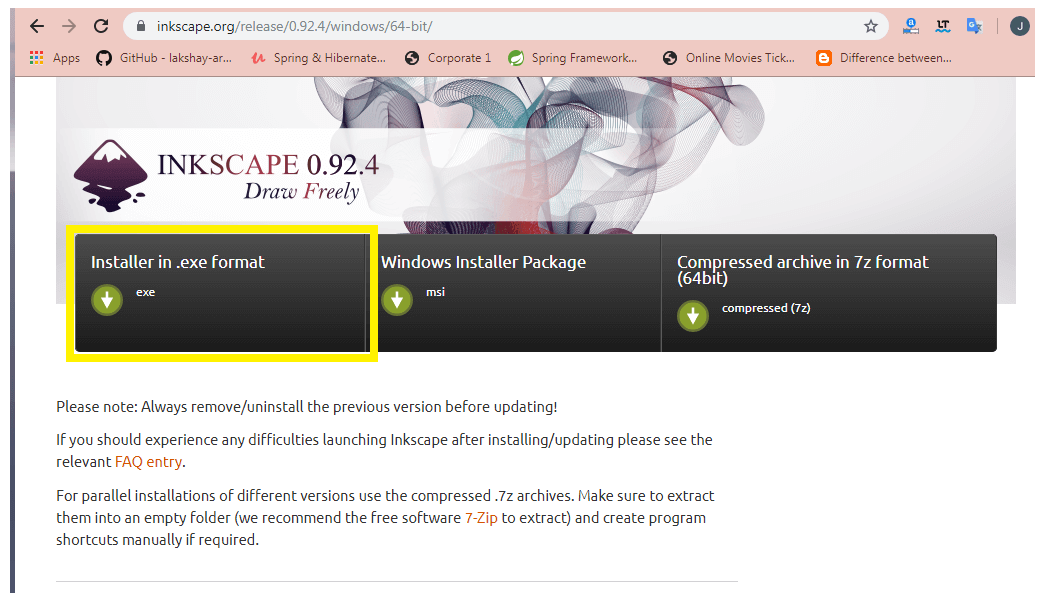 inkscape.org/release/0.92.4/windows/64-bit/
J
Apps
GitHub - lakshay-ar...
Spring & Hibernate...
Corporate 1
Spring Framework...
Online Movies Tick...
Difference between...
INKSCAPE 0.92.4
Draw Freely
Installer in .exe format
exe
Windows Installer Package
msi
Compressed archive in 7z format
(64bit)
compressed (7z)
Please note: Always remove/uninstall the previous version before updating!
If you should experience any difficulties launching Inkscape after installing/updating please see the
relevant FAQ entry.
For parallel installations of different versions use the compressed .7z archives. Make sure to extract
them into an empty folder (we recommend the free software 7-Zip to extract) and create program
shortcuts manually if required.